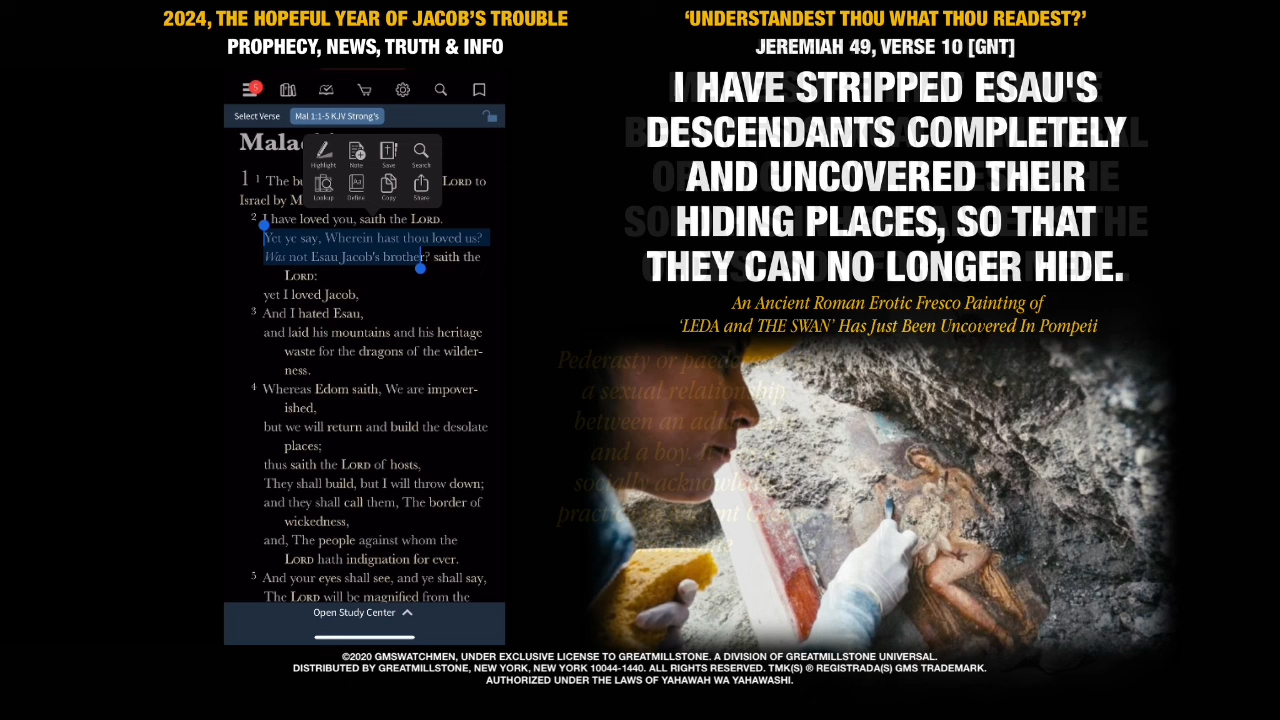 2024, THE HOPEFUL YEAR OF JACOB'S TROUBLE
PROPHECY, NEWS, TRUTH & INFO
5
Select Verse
Mal 1:1-5 KJV Strong's
Highlight Note Save Search
Lookup Define Copy Share
1 1 The LORD to
Israel by M
2 I have loved you, saith the LORD.
Yet ye say, Wherein hast thou loved us?
Was not Esau Jacob's brother? saith the
LORD:
yet I loved Jacob,
3 And I hated Esau,
and laid his mountains and his heritage
waste for the dragons of the wilder-
ness.
4 Whereas Edom saith, We are impover-
ished,
but we will return and build the desolate
places;
thus saith the LORD of hosts,
They shall build, but I will throw down;
and they shall call them, The border of
wickedness,
and, The people against whom the
LORD hath indignation for ever.
5 And your eyes shall see, and ye shall say,
The LORD will be magnified from the
Open Study Center
'UNDERSTANDEST THOU WHAT THOU READEST?'
JEREMIAH 49, VERSE 10 [GNT]
I HAVE STRIPPED ESAU'S
DESCENDANTS COMPLETELY
AND UNCOVERED THEIR
HIDING PLACES, SO THAT
THEY CAN NO LONGER HIDE.
An Ancient Roman Erotic Fresco Painting of
'LEDA and THE SWAN' Has Just Been Uncovered In Pompeii
Pederasty or
a sexual relationship
between an
and a boy.
socially
©2020 GMSWATCHMEN, UNDER EXCLUSIVE LICENSE TO GREATMILLSTONE. A DIVISION OF GREATMILLSTONE UNIVERSAL.
DISTRIBUTED BY GREATMILLSTONE, NEW YORK, NEW YORK 10044-1440. ALL RIGHTS RESERVED. TMK(S) ® REGISTRADA(S) GMS TRADEMARK.
AUTHORIZED UNDER THE LAWS OF YAHAWAH WA YAHAWASHI.